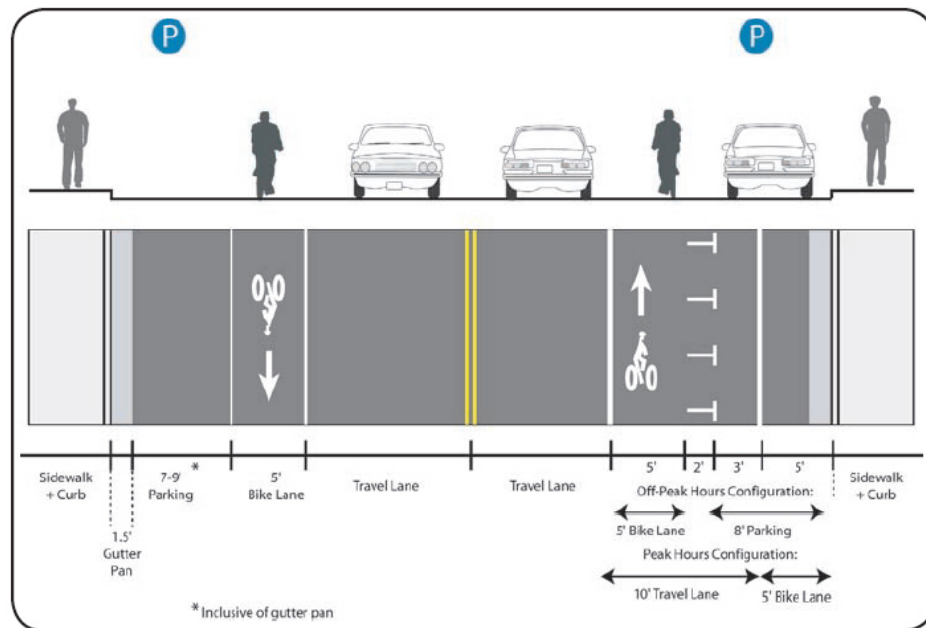 P
P
7-9' *
Parking
5'
Bike Lane
Sidewalk
+ Curb
1.5'
Gutter
Pan
Travel Lane
Travel Lane
5'
2'
3'
5'
Off-Peak Hours Configuration:
5' Bike Lane
8' Parking
Peak Hours Configuration:
10' Travel Lane
5' Bike Lane
Sidewalk
+ Curb
* Inclusive of gutter pan